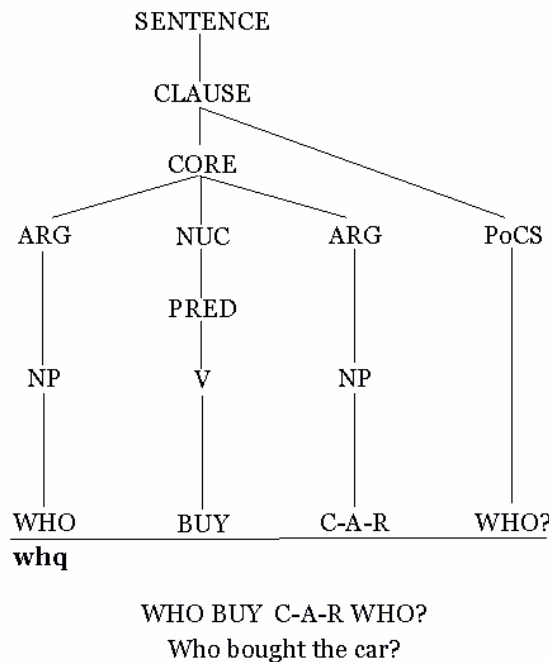 SENTENCE
CLAUSE
CORE
ARG NUC ARG PoCS
PRED
NP V NP
WHO BUY C-A-R WHO?
whq
WHO BUY C-A-R WHO?
Who bought the car?